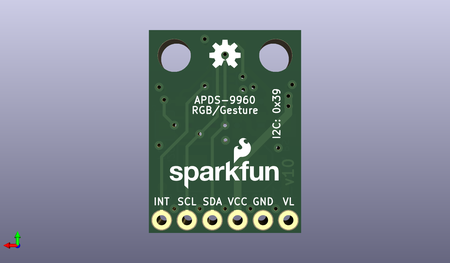 APDS-9960
RGB/Gesture
I2C: 0x39
sparkfun
v10
INT SCL SDA VCC GND VL